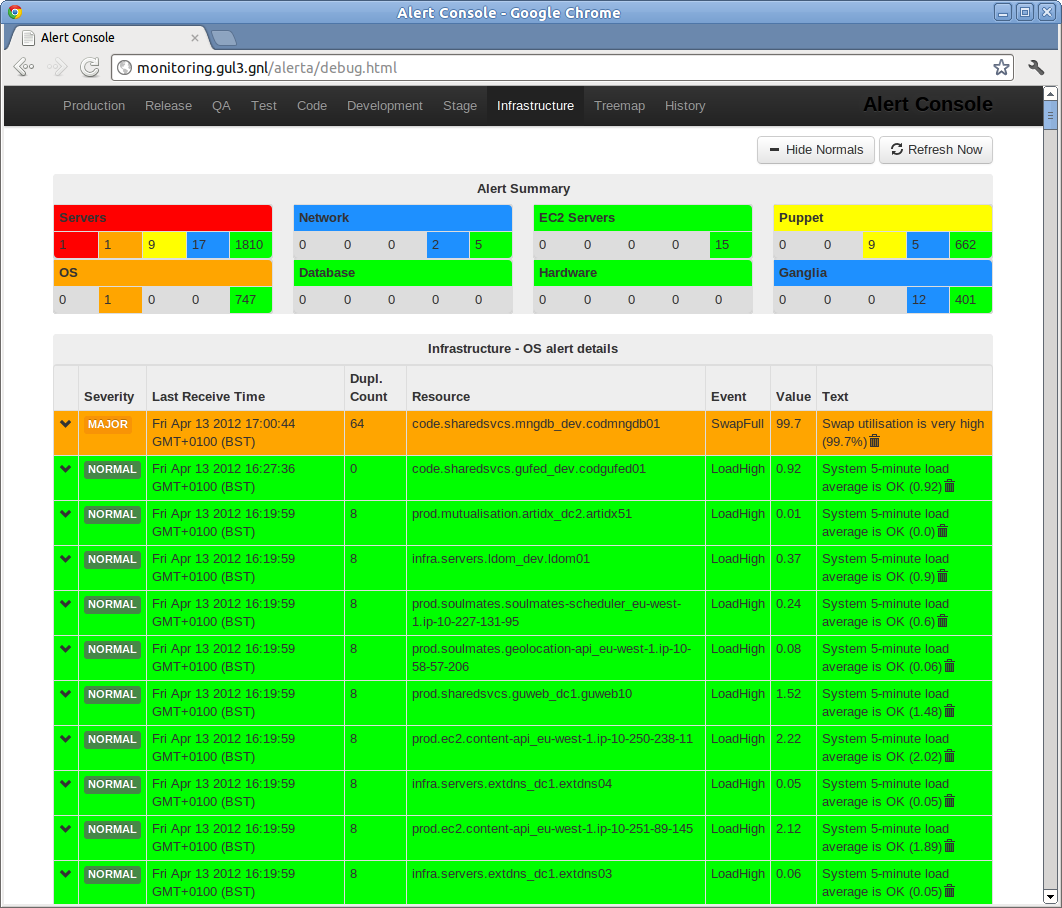 Alert Console - Google Chrome
Alert Console
monitoring.gul3.gnl/alerta/debug.html
Production Release QA Test Code Development Stage Infrastructure Treemap History Alert Console
Hide Normals Refresh Now
Alert Summary
Servers Network EC2 Servers Puppet
1 1 9 17 1810 0 0 0 2 5 0 0 0 0 15 0 0 9 5 662
OS Database Hardware Ganglia
0 1 0 0 747 0 0 0 0 0 0 0 0 0 0 0 0 0 12 401
Infrastructure - OS alert details
Dupl.
Severity Last Receive Time Count Resource Event Value Text
MAJOR Fri Apr 13 2012 17:00:44 64 code.sharedsvcs.mngdb_dev.codmngdb01 SwapFull 99.7 Swap utilisation is very high
GMT+0100 (BST) (99.7%)
NORMAL Fri Apr 13 2012 16:27:36 0 code.sharedsvcs.gufed_dev.codgufed01 LoadHigh 0.92 System 5-minute load
GMT+0100 (BST) average is OK (0.92)
NORMAL Fri Apr 13 2012 16:19:59 8 prod.mutualisation.artidx_dc2.artidx51 LoadHigh 0.01 System 5-minute load
GMT+0100 (BST) average is OK (0.0)
NORMAL Fri Apr 13 2012 16:19:59 8 infra.servers.ldom_dev.ldom01 LoadHigh 0.37 System 5-minute load
GMT+0100 (BST) average is OK (0.9)
NORMAL Fri Apr 13 2012 16:19:59 8 prod.soulmates.soulmates-scheduler_eu-west- LoadHigh 0.24 System 5-minute load
GMT+0100 (BST) 1.ip-10-227-131-95 average is OK (0.6)
NORMAL Fri Apr 13 2012 16:19:59 8 prod.soulmates.geolocation-api_eu-west-1.ip-10- LoadHigh 0.08 System 5-minute load
GMT+0100 (BST) 58-57-206 average is OK (0.06)
NORMAL Fri Apr 13 2012 16:19:59 8 prod.sharedsvcs.guweb_dc1.guweb10 LoadHigh 1.52 System 5-minute load
GMT+0100 (BST) average is OK (1.48)
NORMAL Fri Apr 13 2012 16:19:59 8 prod.ec2.content-api_eu-west-1.ip-10-250-238-11 LoadHigh 2.22 System 5-minute load
GMT+0100 (BST) average is OK (2.02)
NORMAL Fri Apr 13 2012 16:19:59 8 infra.servers.extdns_dc1.extdns04 LoadHigh 0.05 System 5-minute load
GMT+0100 (BST) average is OK (0.05)
NORMAL Fri Apr 13 2012 16:19:59 8 prod.ec2.content-api_eu-west-1.ip-10-251-89-145 LoadHigh 2.12 System 5-minute load
GMT+0100 (BST) average is OK (1.89)
NORMAL Fri Apr 13 2012 16:19:59 8 infra.servers.extdns_dc1.extdns03 LoadHigh 0.06 System 5-minute load
GMT+0100 (BST) average is OK (0.05)